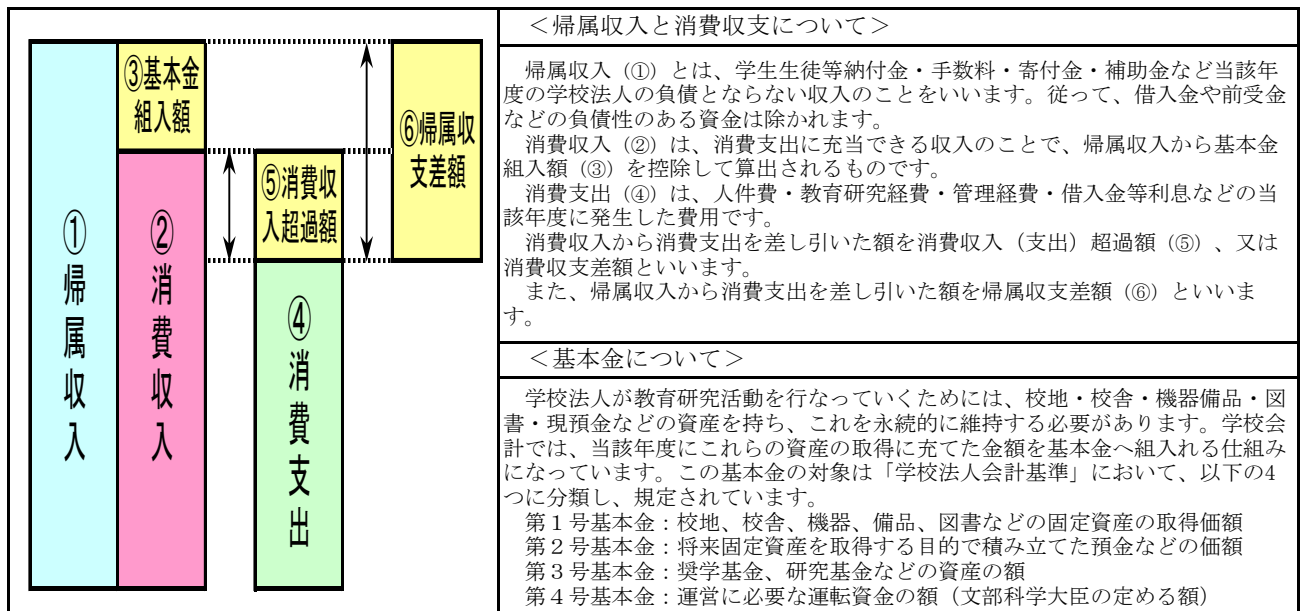 ③基本金
組入額
⑥帰属収
支差額
⑤消費収
入超過額
①帰属収入
②消費収入
④消費支出
＜帰属収入と消費収支について＞
帰属収入（①）とは、学生生徒等納付金・手数料・寄付金・補助金など当該年
度の学校法人の負債とならない収入のことをいいます。従って、借入金や前受金
などの負債性のある資金は除かれます。
消費収入（②）は、消費支出に充当できる収入のことで、帰属収入から基本金
組入額（③）を控除して算出されるものです。
消費支出（④）は、人件費・教育研究経費・管理経費・借入金等利息などの当
該年度に発生した費用です。
消費収入から消費支出を差し引いた額を消費収入（支出）超過額（⑤）、又は
消費収支差額といいます。
また、帰属収入から消費支出を差し引いた額を帰属収支差額（⑥）といいま
す。
＜基本金について＞
学校法人が教育研究活動を行なっていくためには、校地・校舎・機器備品・図
書・現預金などの資産を持ち、これを永続的に維持する必要があります。学校会
計では、当該年度にこれらの資産の取得に充てた金額を基本金へ組入れる仕組み
になっています。この基本金の対象は「学校法人会計基準」において、以下の4
つに分類し、規定されています。
第１号基本金：校地、校舎、機器、備品、図書などの固定資産の取得価額
第２号基本金：将来固定資産を取得する目的で積み立てた預金などの価額
第３号基本金：奨学基金、研究基金などの資産の額
第４号基本金：運営に必要な運転資金の額（文部科学大臣の定める額）